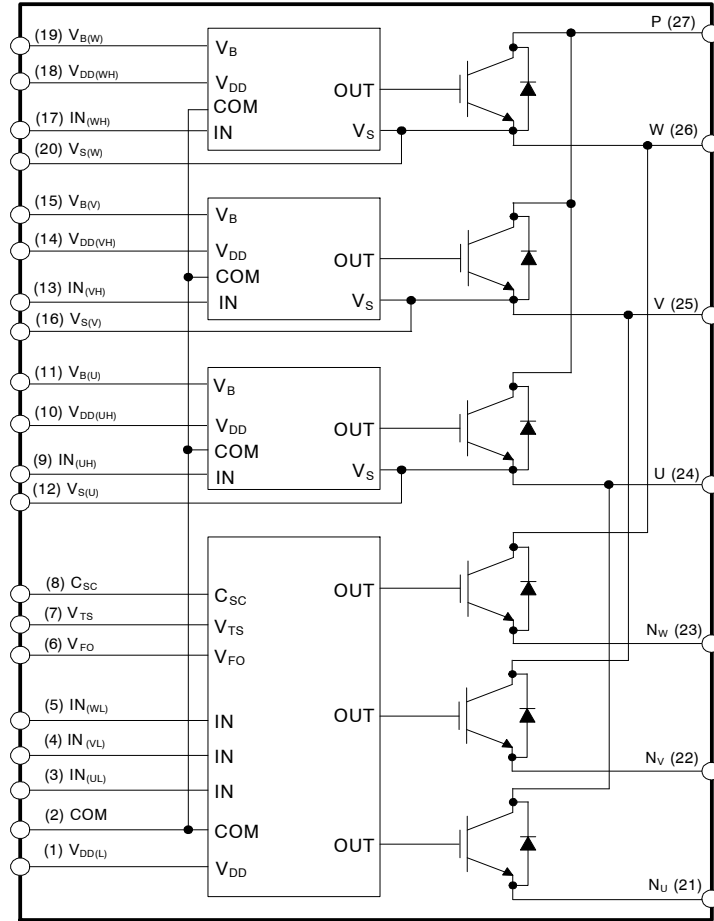 (19) VB(W)
VB
P (27)
(18) VDD(WH)
VDD
OUT
COM
(17) IN(WH)
IN
VS
(20) VS(W)
W (26)
(15) VB(V)
VB
(14) VDD(VH)
VDD
OUT
COM
(13) IN(VH)
IN
VS
(16) VS(V)
V (25)
(11) VB(U)
VB
(10) VDD(UH)
VDD
OUT
COM
(9) IN(UH)
IN
VS
(12) VS(U)
U (24)
(8) CSC
CSC
OUT
(7) VTS
VTS
(6) VFO
VFO
NW (23)
(5) IN(WL)
IN
OUT
(4) IN (VL)
IN
NV (22)
(3) IN(UL)
IN
(2) COM
COM
OUT
(1) VDD(L)
VDD
NU (21)